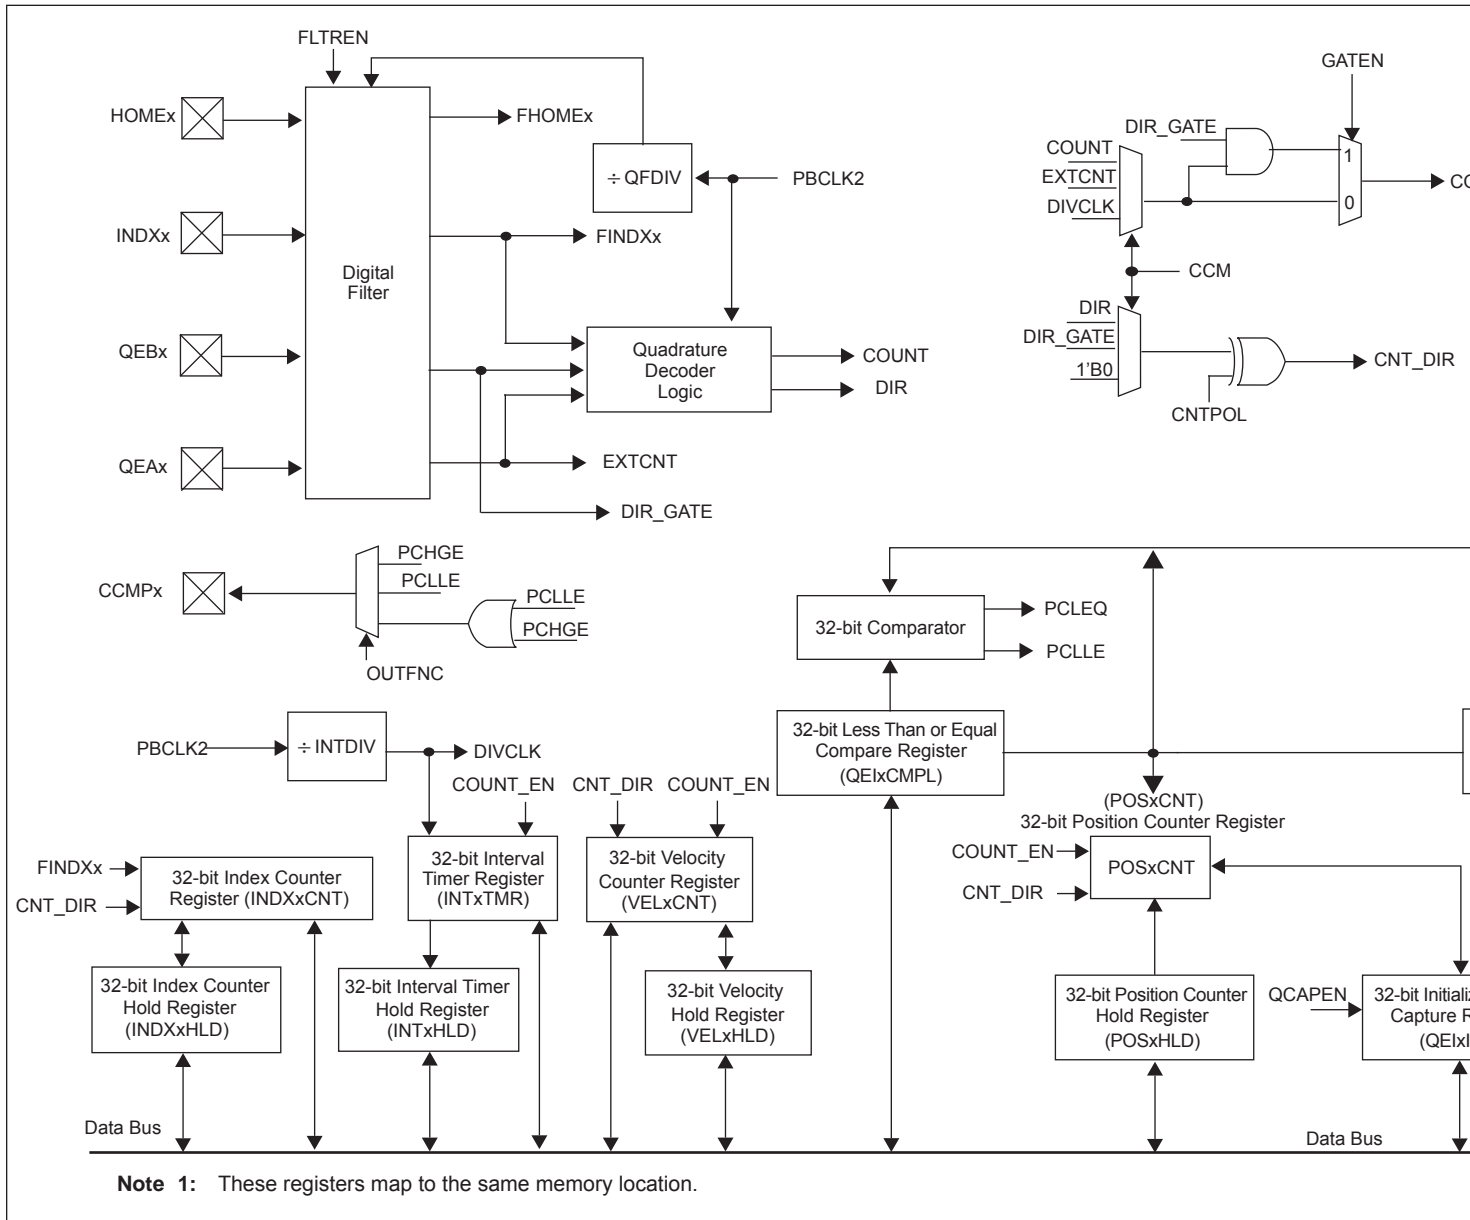 FLTREN
HOMEx
FHOMEx
÷ QFDIV
PBCLK2
INDXx
FINDXx
Digital
Filter
QEBx
Quadrature
Decoder
Logic
COUNT
DIR
QEAx
EXTCNT
DIR_GATE
GATEN
DIR_GATE
COUNT
EXTCNT
DIVCLK
1
0
CCM
DIR
DIR_GATE
1'B0
CNT_DIR
CNTPOL
CCMPx
PCHGE
PCLLE
PCLLE
PCHGE
OUTFNC
32-bit Comparator
PCLEQ
PCLLE
PBCLK2
÷ INTDIV
DIVCLK
32-bit Less Than or Equal
Compare Register
(QEIxCMPL)
COUNT_EN
CNT_DIR
COUNT_EN
(POSxCNT)
32-bit Position Counter Register
COUNT_EN
POSxCNT
CNT_DIR
FINDXx
CNT_DIR
32-bit Index Counter
Register (INDXxCNT)
32-bit Interval
Timer Register
(INTxTMR)
32-bit Velocity
Counter Register
(VELxCNT)
32-bit Index Counter
Hold Register
(INDXxHLD)
32-bit Interval Timer
Hold Register
(INTxHLD)
32-bit Velocity
Hold Register
(VELxHLD)
32-bit Position Counter
Hold Register
(POSxHLD)
QCAPEN
32-bit
Capture
Data Bus
Data Bus
Note 1: These registers map to the same memory location.